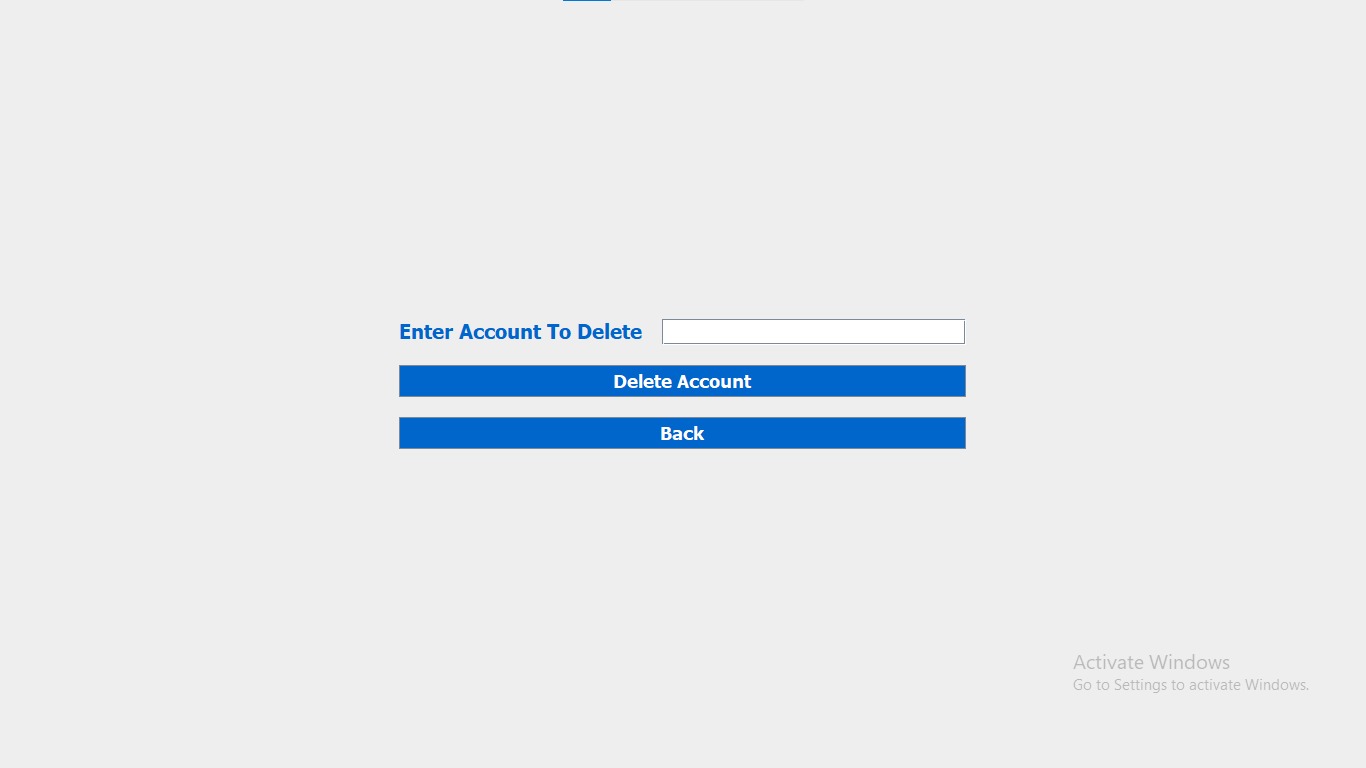 Enter Account To Delete
Delete Account
Back
Activate Windows
Go to Settings to activate Windows.